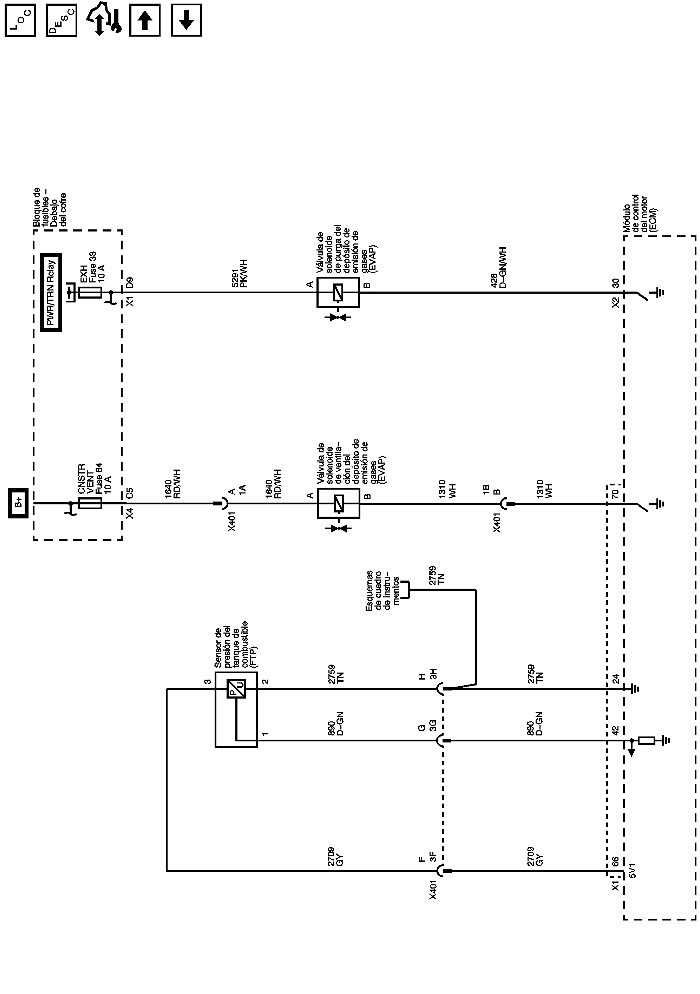 LOC
DESC
Bloque de
fusibles –
Debajo
del cofre
PWR/TRN Relay
EXH
Fuse 33
10 A
X1 D9
5291
PK/WH
Válvula de
solenoide
de purga del
depósito de
emisión de
gases
(EVAP)
A
B
428
D-GN/WH
X2 30
Módulo
de control
del motor
(ECM)
B+
CNSTR
VENT
Fuse 64
10 A
X4 C5
1640
RD/WH
A
1A
X401
1640
RD/WH
Válvula de
solenoide
de ventila-
ción del
depósito de
emisión de
gases
(EVAP)
A
B
1310
WH
1B
B
X401
1310
WH
70
Esquemas
de cuadro
de instru-
mentos
2759
TN
Sensor de
presión del
tanque de
combustible
(FTP)
3
P
U
2
1
2759
TN
H
3H
2759
TN
24
890
D-GN
G
3G
890
D-GN
42
2709
GY
F
3F
X401
2709
GY
X1 66
5V1